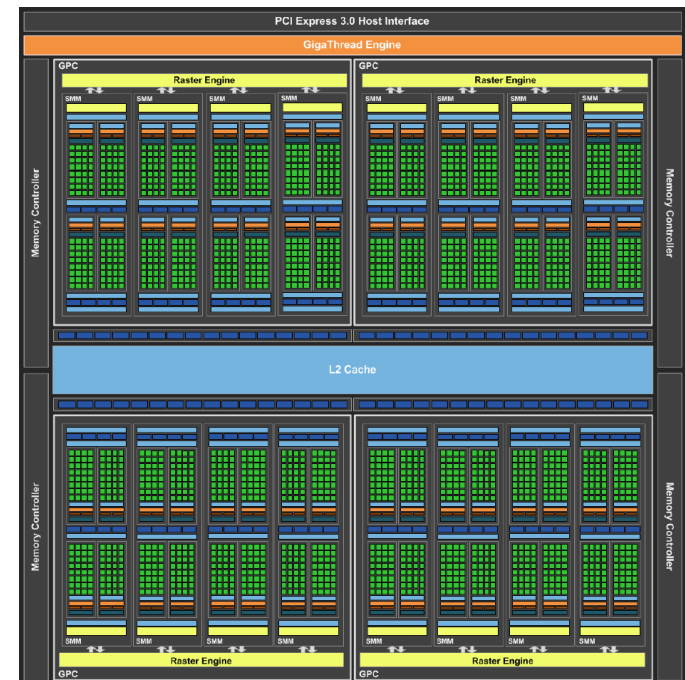 PCI Express 3.0 Host Interface
GigaThread Engine
GPC
GPC
Raster Engine
Raster Engine
SMM SMM SMM SMM
SMM SMM SMM SMM
Memory Controller
Memory Controller
L2 Cache
Memory Controller
Memory Controller
SMM SMM SMM SMM
SMM SMM SMM SMM
Raster Engine
Raster Engine
GPC
GPC